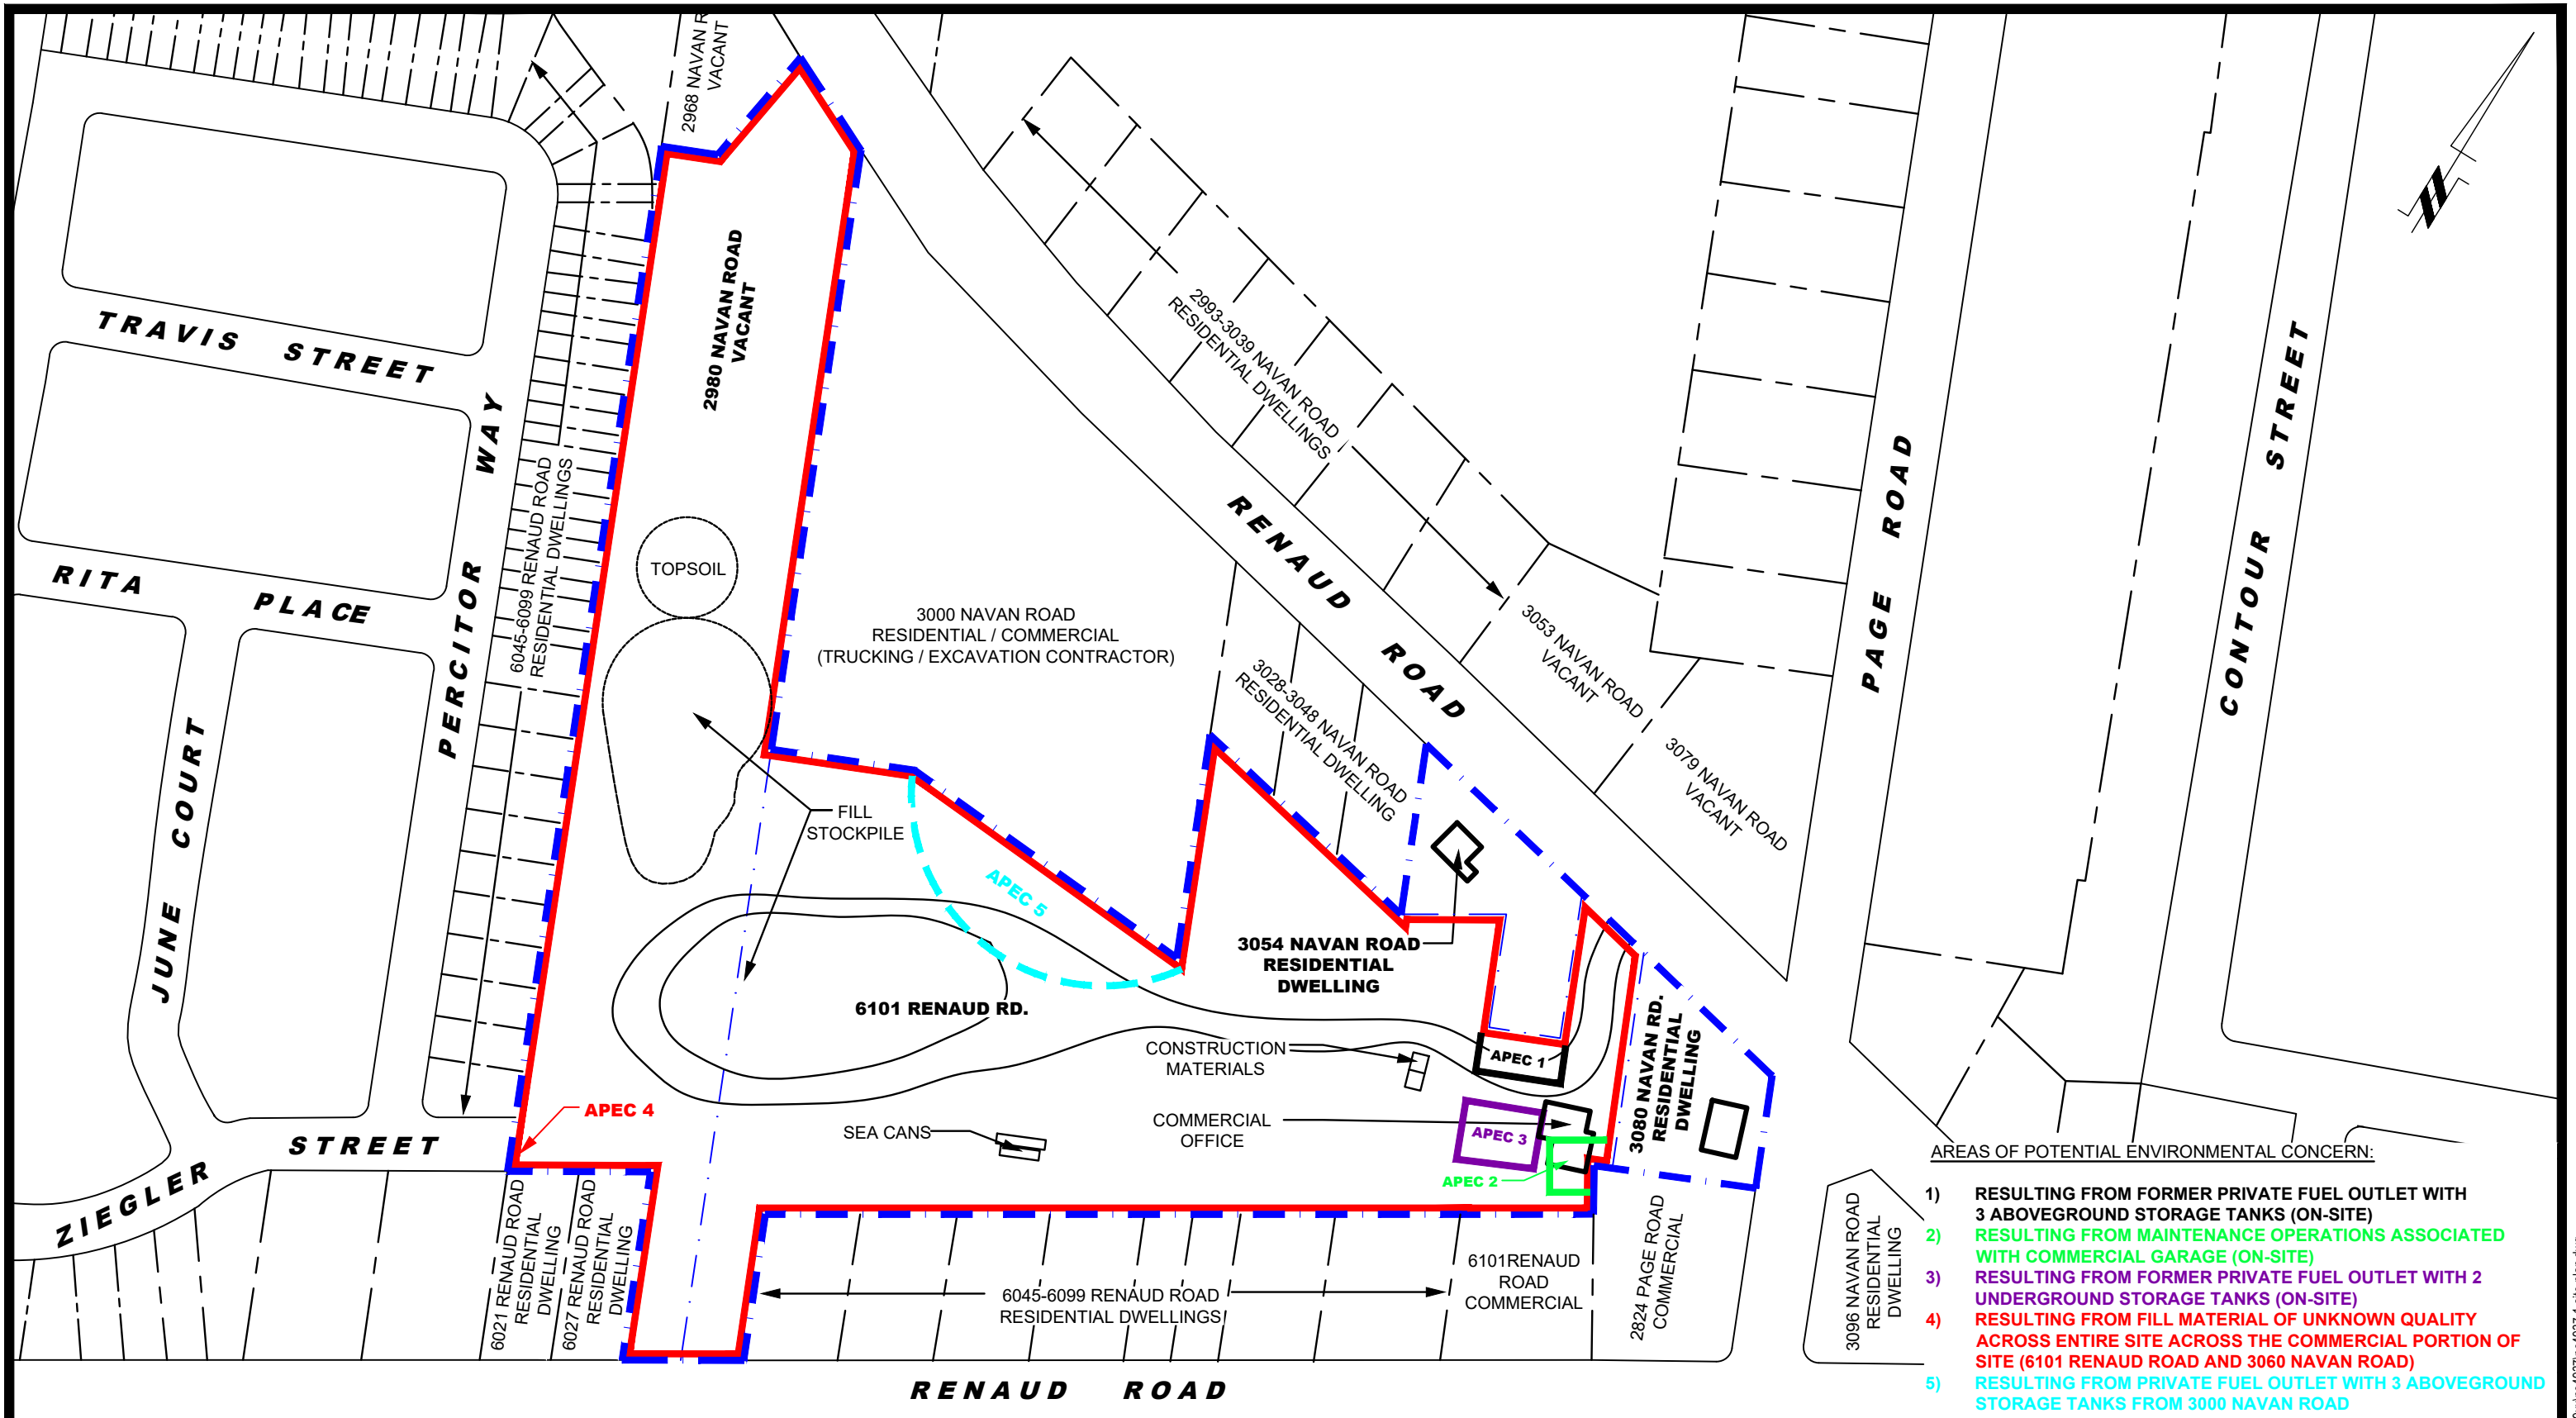 2968 NAVAN R
VACANT
TRAVIS STREET
RITA PLACE
PERCITOR WAY
JUNE COURT
ZIEGLER STREET
6045-6099 RENAUD ROAD
RESIDENTIAL DWELLINGS
2980 NAVAN ROAD
VACANT
TOPSOIL
3000 NAVAN ROAD
RESIDENTIAL / COMMERCIAL
(TRUCKING / EXCAVATION CONTRACTOR)
FILL
STOCKPILE
2993-3039 NAVAN ROAD
RESIDENTIAL DWELLINGS
RENAUD ROAD
3028-3048 NAVAN ROAD
RESIDENTIAL DWELLING
3053 NAVAN ROAD
VACANT
3079 NAVAN ROAD
VACANT
PAGE ROAD
CONTOUR STREET
APEC 5
3054 NAVAN ROAD
RESIDENTIAL
DWELLING
6101 RENAUD RD.
CONSTRUCTION
MATERIALS
APEC 1
3080 NAVAN RD.
RESIDENTIAL
DWELLING
APEC 4
SEA CANS
COMMERCIAL
OFFICE
APEC 3
APEC 2
6021 RENAUD ROAD
RESIDENTIAL
DWELLING
6027 RENAUD ROAD
RESIDENTIAL
DWELLING
6045-6099 RENAUD ROAD
RESIDENTIAL DWELLINGS
6101RENAUD
ROAD
COMMERCIAL
2824 PAGE ROAD
COMMERCIAL
3096 NAVAN ROAD
RESIDENTIAL
DWELLING
RENAUD ROAD
AREAS OF POTENTIAL ENVIRONMENTAL CONCERN:
1) RESULTING FROM FORMER PRIVATE FUEL OUTLET WITH
3 ABOVEGROUND STORAGE TANKS (ON-SITE)
2) RESULTING FROM MAINTENANCE OPERATIONS ASSOCIATED
WITH COMMERCIAL GARAGE (ON-SITE)
3) RESULTING FROM FORMER PRIVATE FUEL OUTLET WITH 2
UNDERGROUND STORAGE TANKS (ON-SITE)
4) RESULTING FROM FILL MATERIAL OF UNKNOWN QUALITY
ACROSS ENTIRE SITE ACROSS THE COMMERCIAL PORTION OF
SITE (6101 RENAUD ROAD AND 3060 NAVAN ROAD)
5) RESULTING FROM PRIVATE FUEL OUTLET WITH 3 ABOVEGROUND
STORAGE TANKS FROM 3000 NAVAN ROAD